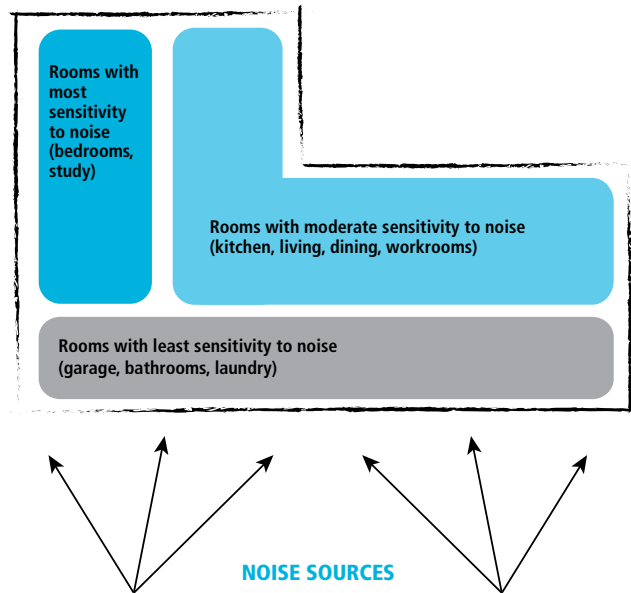 Rooms with
most
sensitivity
to noise
(bedrooms,
study)
Rooms with moderate sensitivity to noise
(kitchen, living, dining, workrooms)
Rooms with least sensitivity to noise
(garage, bathrooms, laundry)
NOISE SOURCES